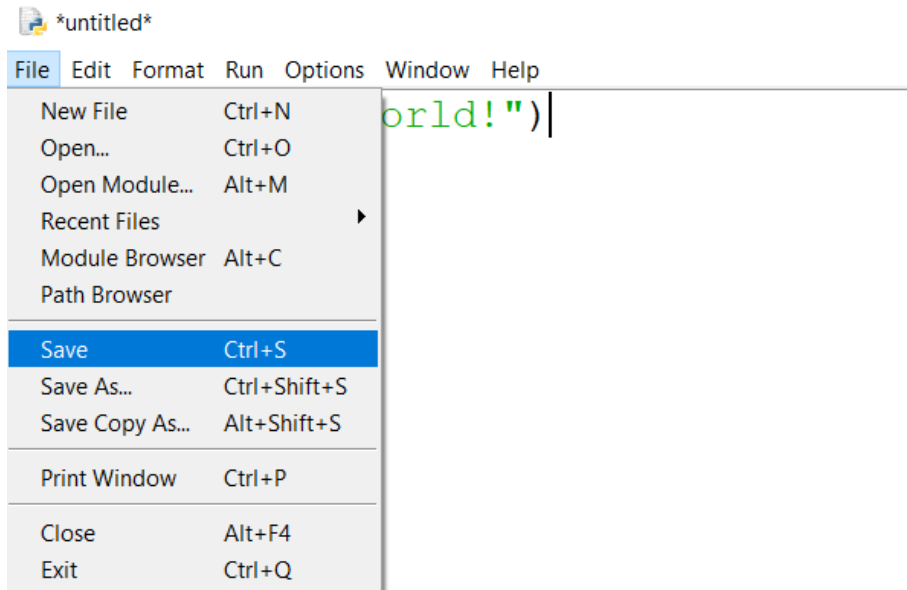 *untitled*
File Edit Format Run Options Window Help
New File Ctrl+N
orld!")
Open... Ctrl+O
Open Module... Alt+M
Recent Files
Module Browser Alt+C
Path Browser
Save Ctrl+S
Save As... Ctrl+Shift+S
Save Copy As... Alt+Shift+S
Print Window Ctrl+P
Close Alt+F4
Exit Ctrl+Q